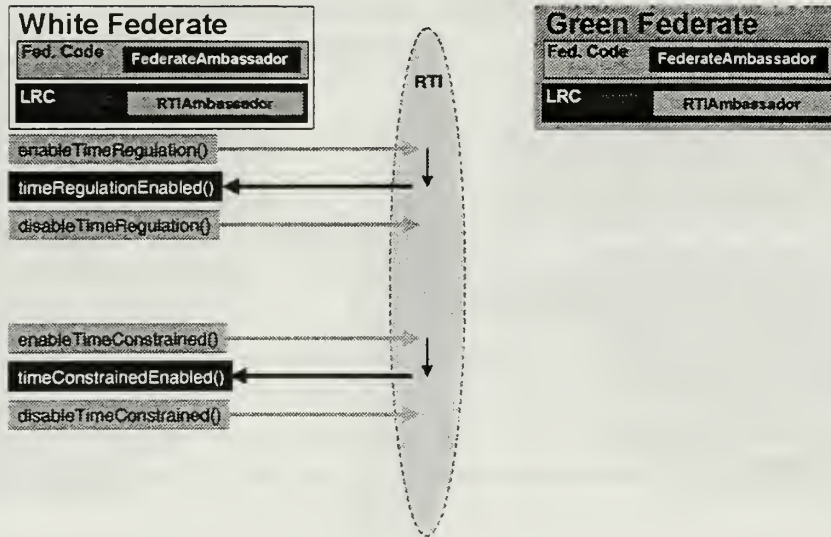 White Federate
Fed. Code
FederateAmbassador
LRC
RTIAmbassador
RTI
Green Federate
Fed. Code
FederateAmbassador
LRC
RTIAmbassador
enableTimeRegulation()
timeRegulationEnabled()
disableTimeRegulation()
enableTimeConstrained()
timeConstrainedEnabled()
disableTimeConstrained()